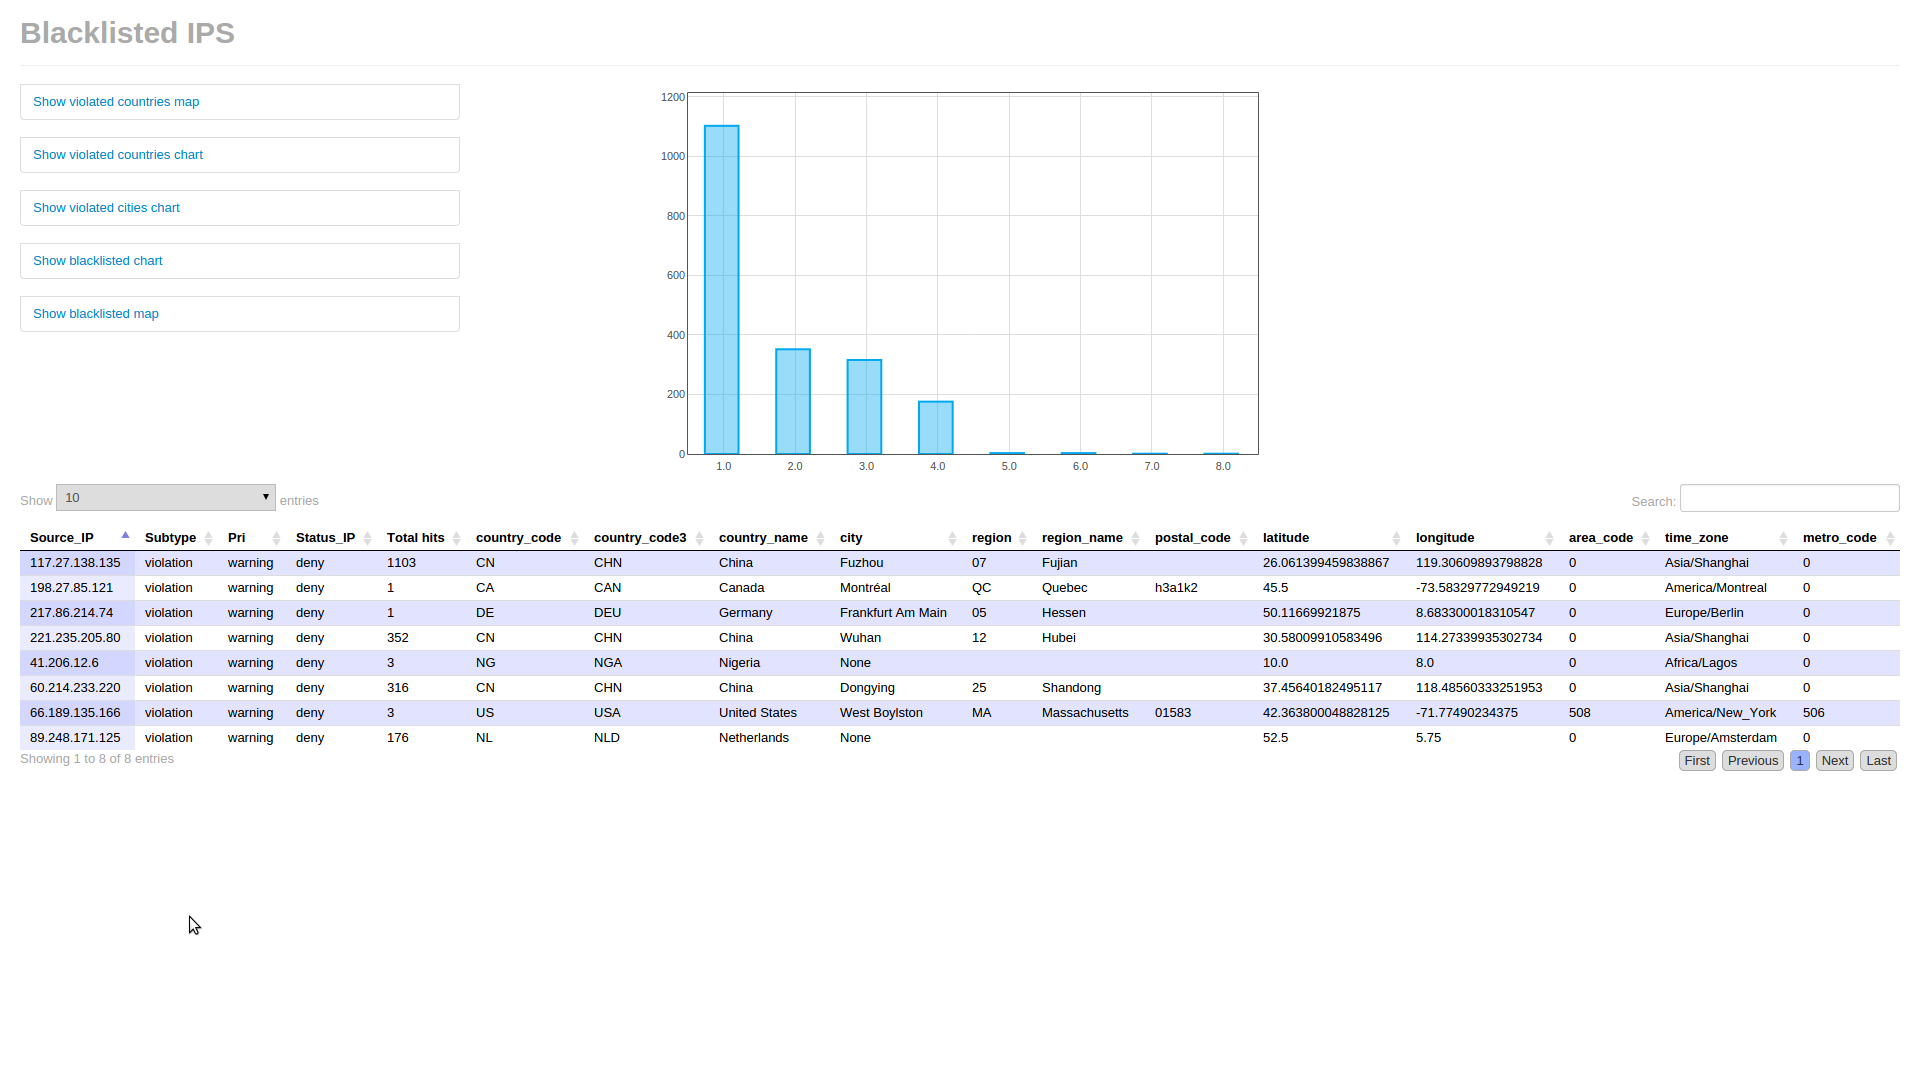 Blacklisted IPS
Show violated countries map
Show violated countries chart
Show violated cities chart
Show blacklisted chart
Show blacklisted map
1200
1000
800
600
400
200
0
1.0 2.0 3.0 4.0 5.0 6.0 7.0 8.0
Show 10 entries Search:
Source_IP Subtype Pri Status_IP Total hits country_code country_code3 country_name city region region_name postal_code latitude longitude area_code time_zone metro_code
117.27.138.135 violation warning deny 1103 CN CHN China Fuzhou 07 Fujian 26.061399459838867 119.30609893798828 0 Asia/Shanghai 0
198.27.85.121 violation warning deny 1 CA CAN Canada Montréal QC Quebec h3a1k2 45.5 -73.58329772949219 0 America/Montreal 0
217.86.214.74 violation warning deny 1 DE DEU Germany Frankfurt Am Main 05 Hessen 50.11669921875 8.683300018310547 0 Europe/Berlin 0
221.235.205.80 violation warning deny 352 CN CHN China Wuhan 12 Hubei 30.58009910583496 114.27339935302734 0 Asia/Shanghai 0
41.206.12.6 violation warning deny 3 NG NGA Nigeria None 10.0 8.0 0 Africa/Lagos 0
60.214.233.220 violation warning deny 316 CN CHN China Dongying 25 Shandong 37.45640182495117 118.48560333251953 0 Asia/Shanghai 0
66.189.135.166 violation warning deny 3 US USA United States West Boylston MA Massachusetts 01583 42.363800048828125 -71.77490234375 508 America/New_York 506
89.248.171.125 violation warning deny 176 NL NLD Netherlands None 52.5 5.75 0 Europe/Amsterdam 0
Showing 1 to 8 of 8 entries First Previous 1 Next Last